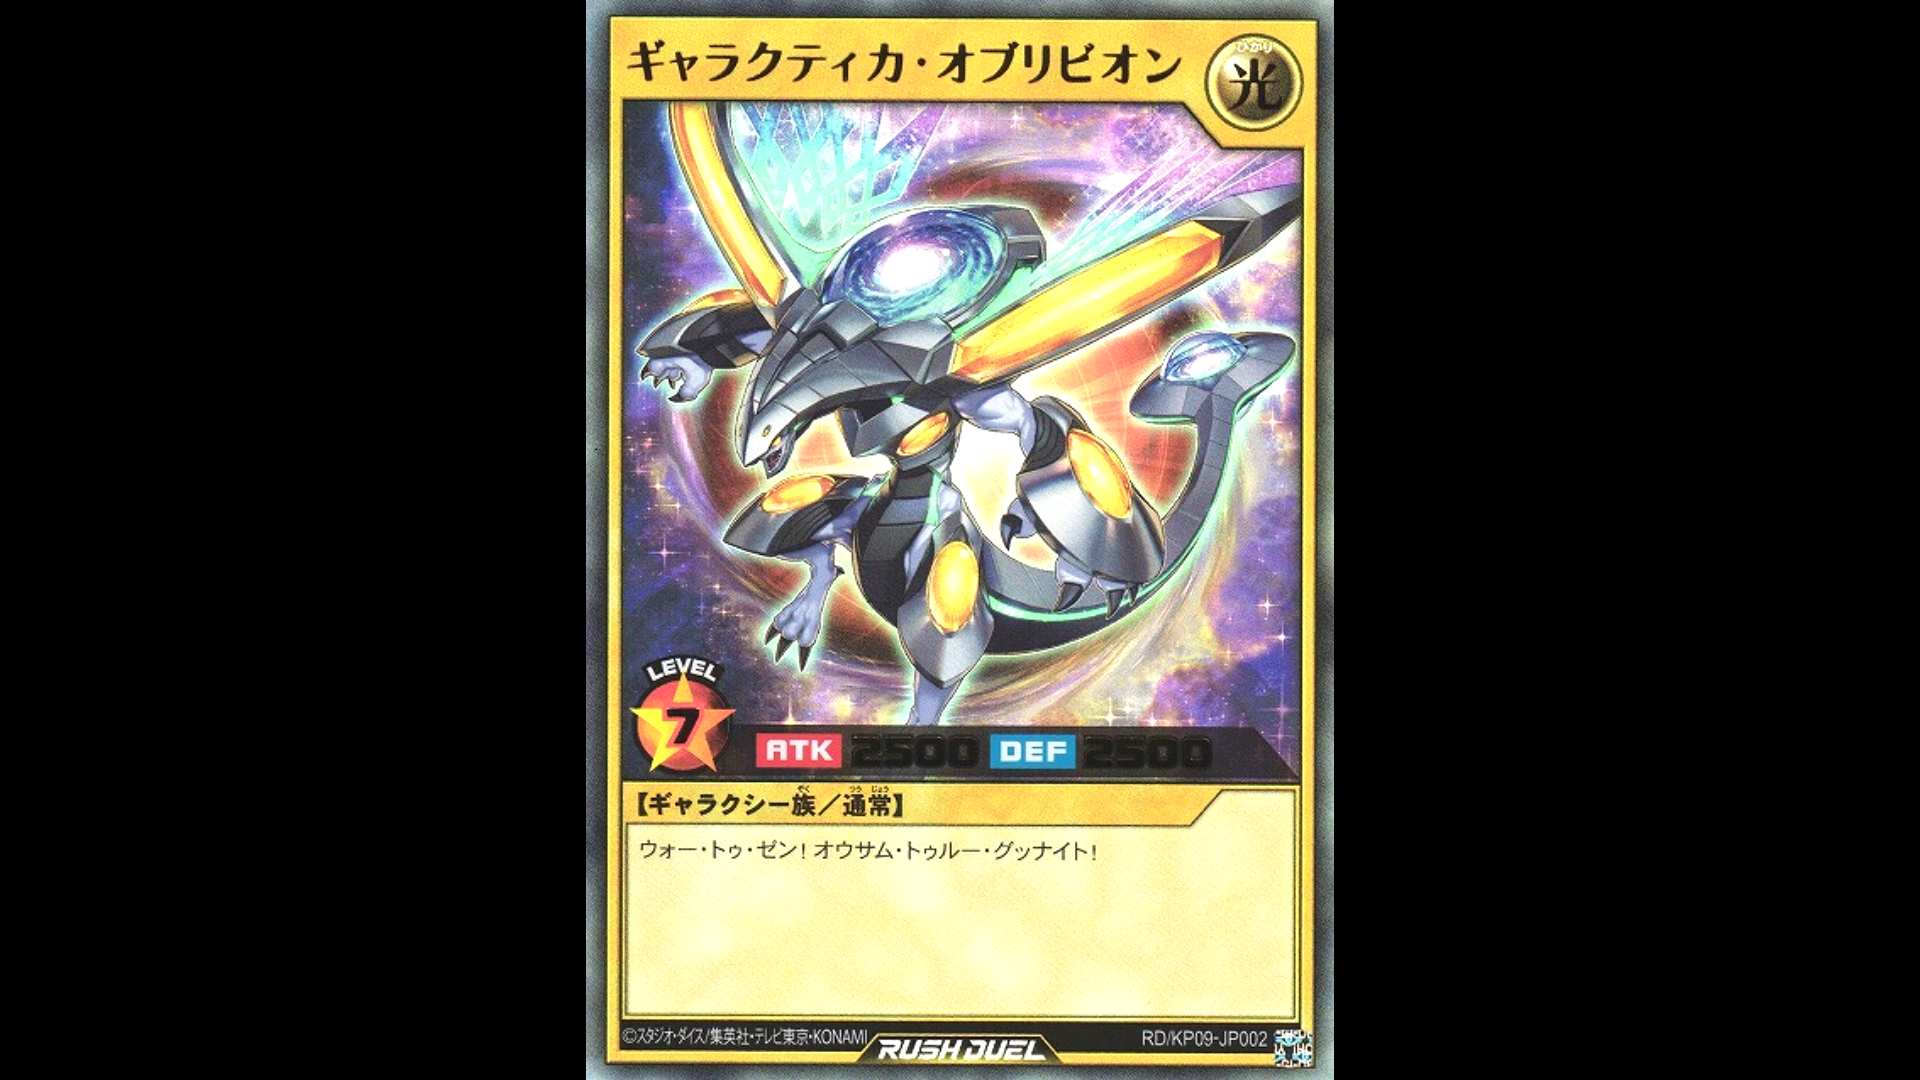 ギャラクティカ・オブリビオン
ひかり
光
LEVEL
7
ATK 2500 DEF 2500
【ギャラクシー族／通常】
ウォー・トゥ・ゼン！オウサム・トゥルー・グッナイト！
©スタジオ・ダイス/集英社・テレビ東京・KONAMI
RUSH DUEL
RD/KP09-JP002